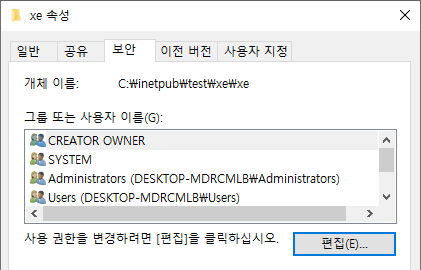 xe 속성
일반 공유 보안 이전 버전 사용자 지정
개체 이름: C:₩inetpub₩test₩xe₩xe
그룹 또는 사용자 이름(G):
CREATOR OWNER
SYSTEM
Administrators (DESKTOP-MDRCMLB₩Administrators)
Users (DESKTOP-MDRCMLB₩Users)
사용 권한을 변경하려면 [편집]을 클릭하십시오. 편집(E)...